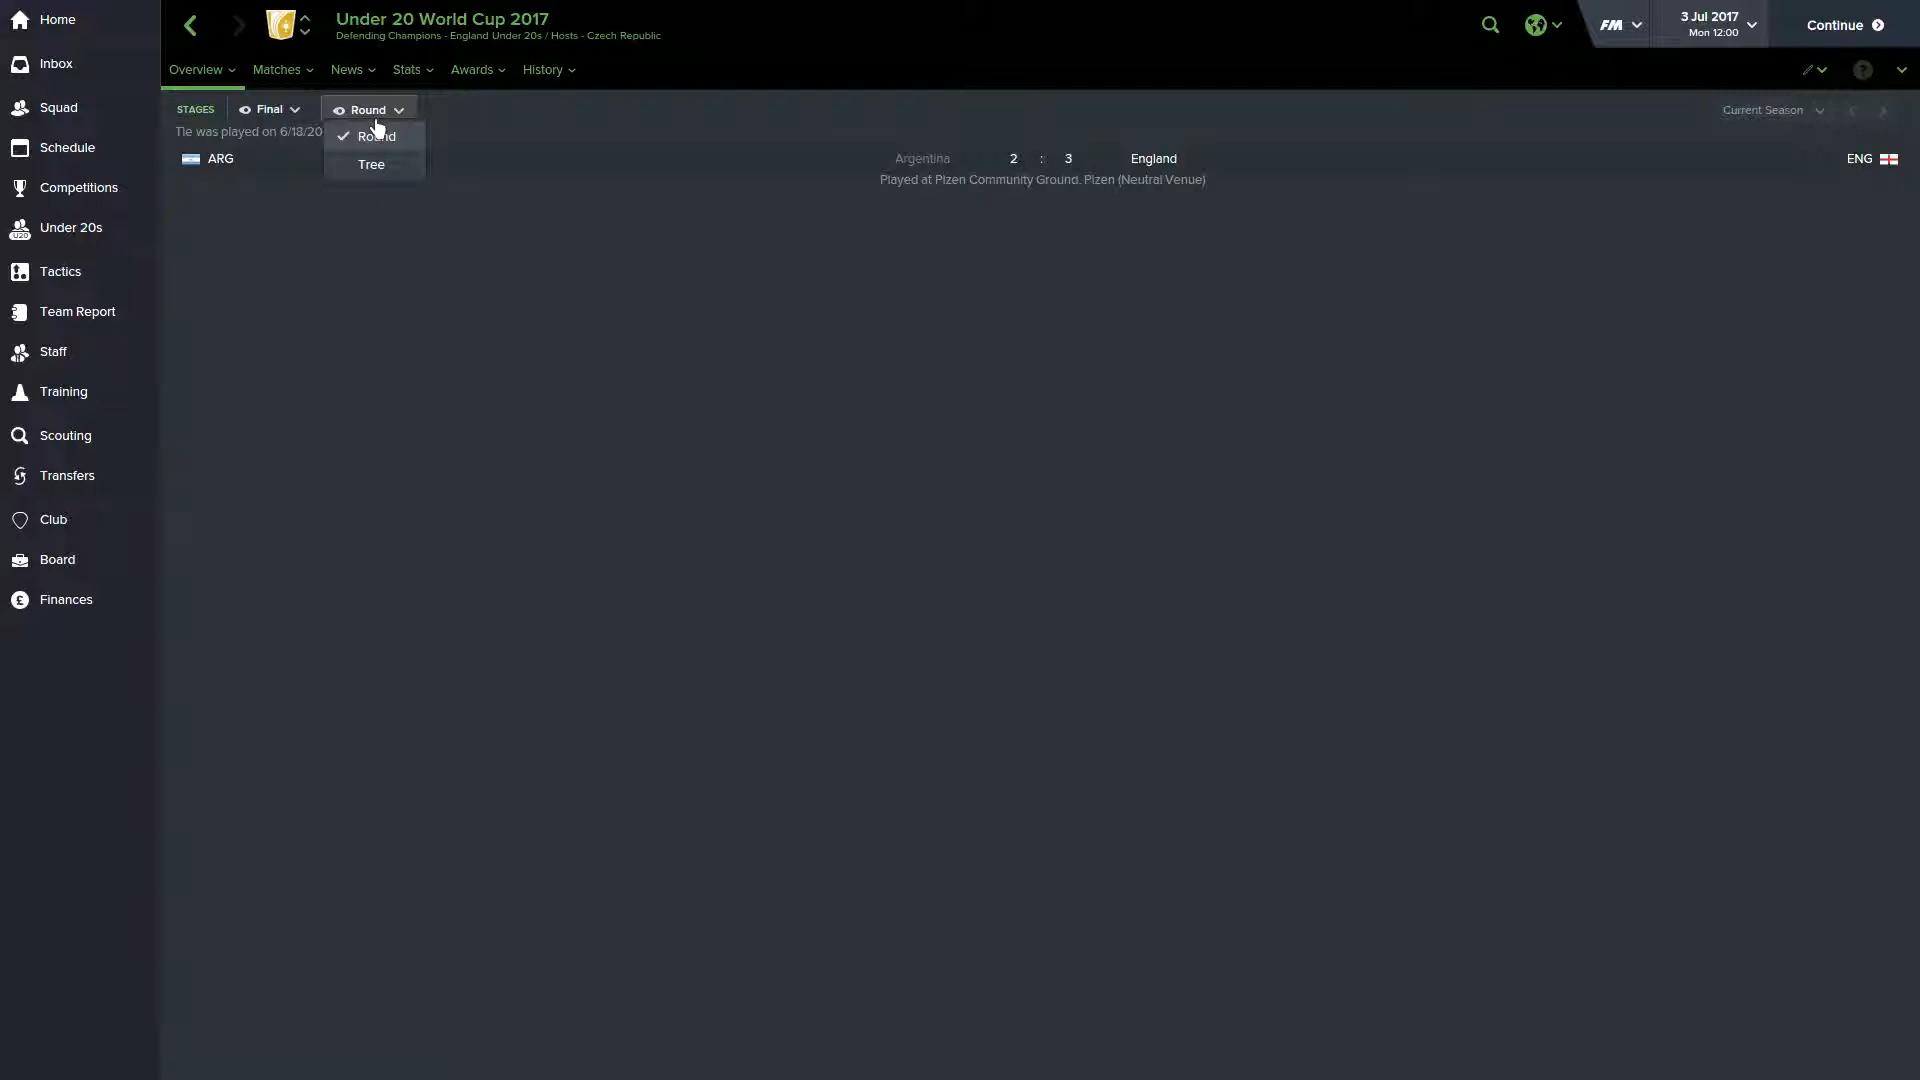 Home
Inbox
Squad
Schedule
Competitions
Under 20s
Tactics
Team Report
Staff
Training
Scouting
Transfers
Club
Board
Finances
Under 20 World Cup 2017
Defending Champions - England Under 20s / Hosts - Czech Republic
FM
3 Jul 2017
Mon 12:00
Continue
Overview
Matches
News
Stats
Awards
History
STAGES
Final
Round
Current Season
Tie was played on 6/18/20
Round
Tree
ARG
Argentina 2 : 3 England
ENG
Played at Plzen Community Ground, Plzen (Neutral Venue)